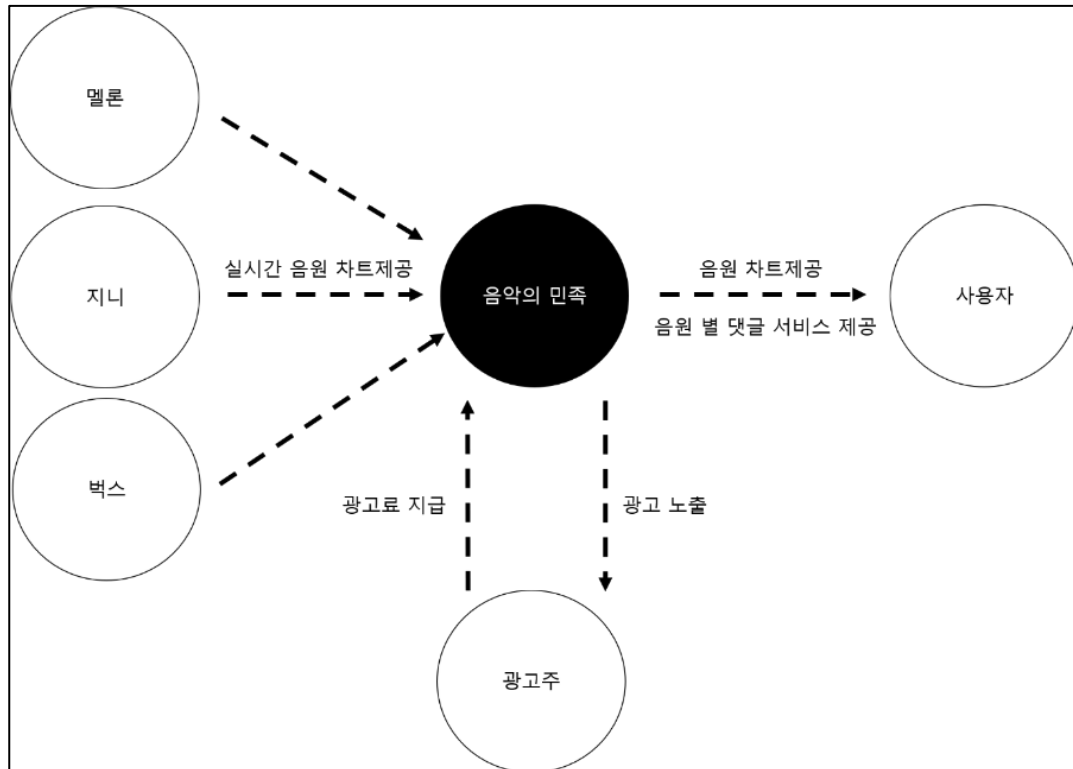 멜론
지니
벅스
실시간 음원 차트제공
음악의 민족
음원 차트제공
음원 별 댓글 서비스 제공
사용자
광고료 지급
광고 노출
광고주